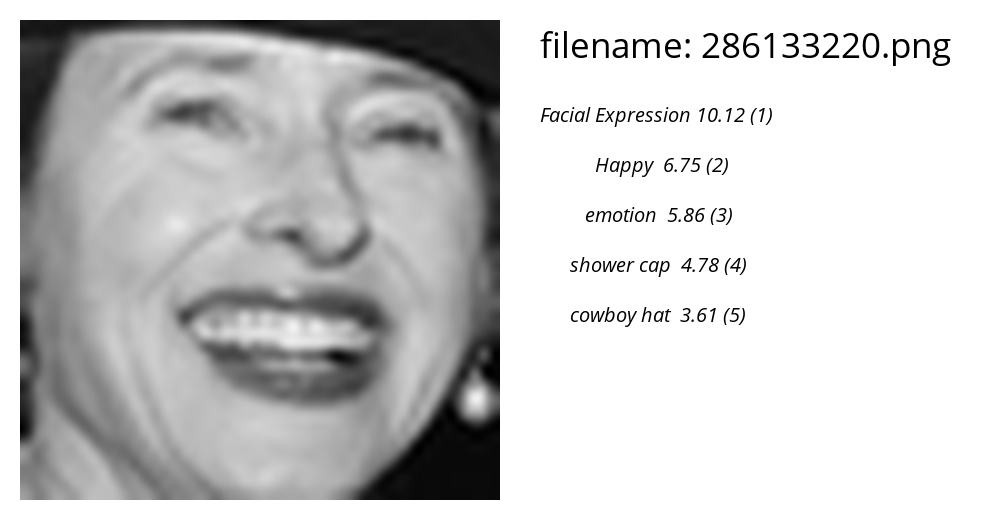 filename: 286133220.png
Facial Expression 10.12 (1)
Happy 6.75 (2)
emotion 5.86 (3)
shower cap 4.78 (4)
cowboy hat 3.61 (5)